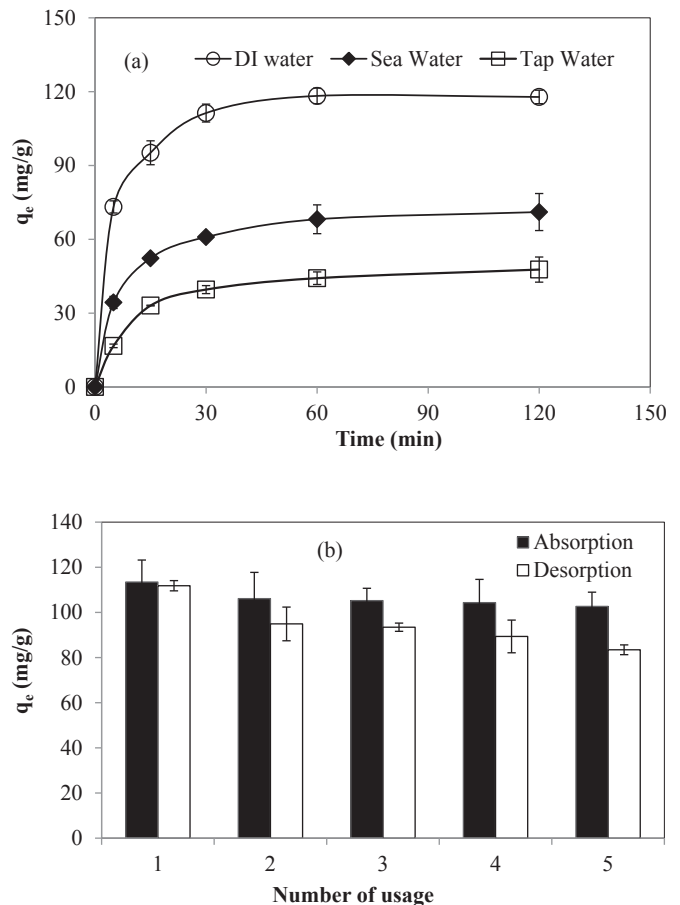 (a)
DI water Sea Water Tap Water
150
120
90
60
30
0
qe (mg/g)
0 30 60 90 120 150
Time (min)
(b)
Absorption
Desorption
140
120
100
80
60
40
20
0
qe (mg/g)
1 2 3 4 5
Number of usage